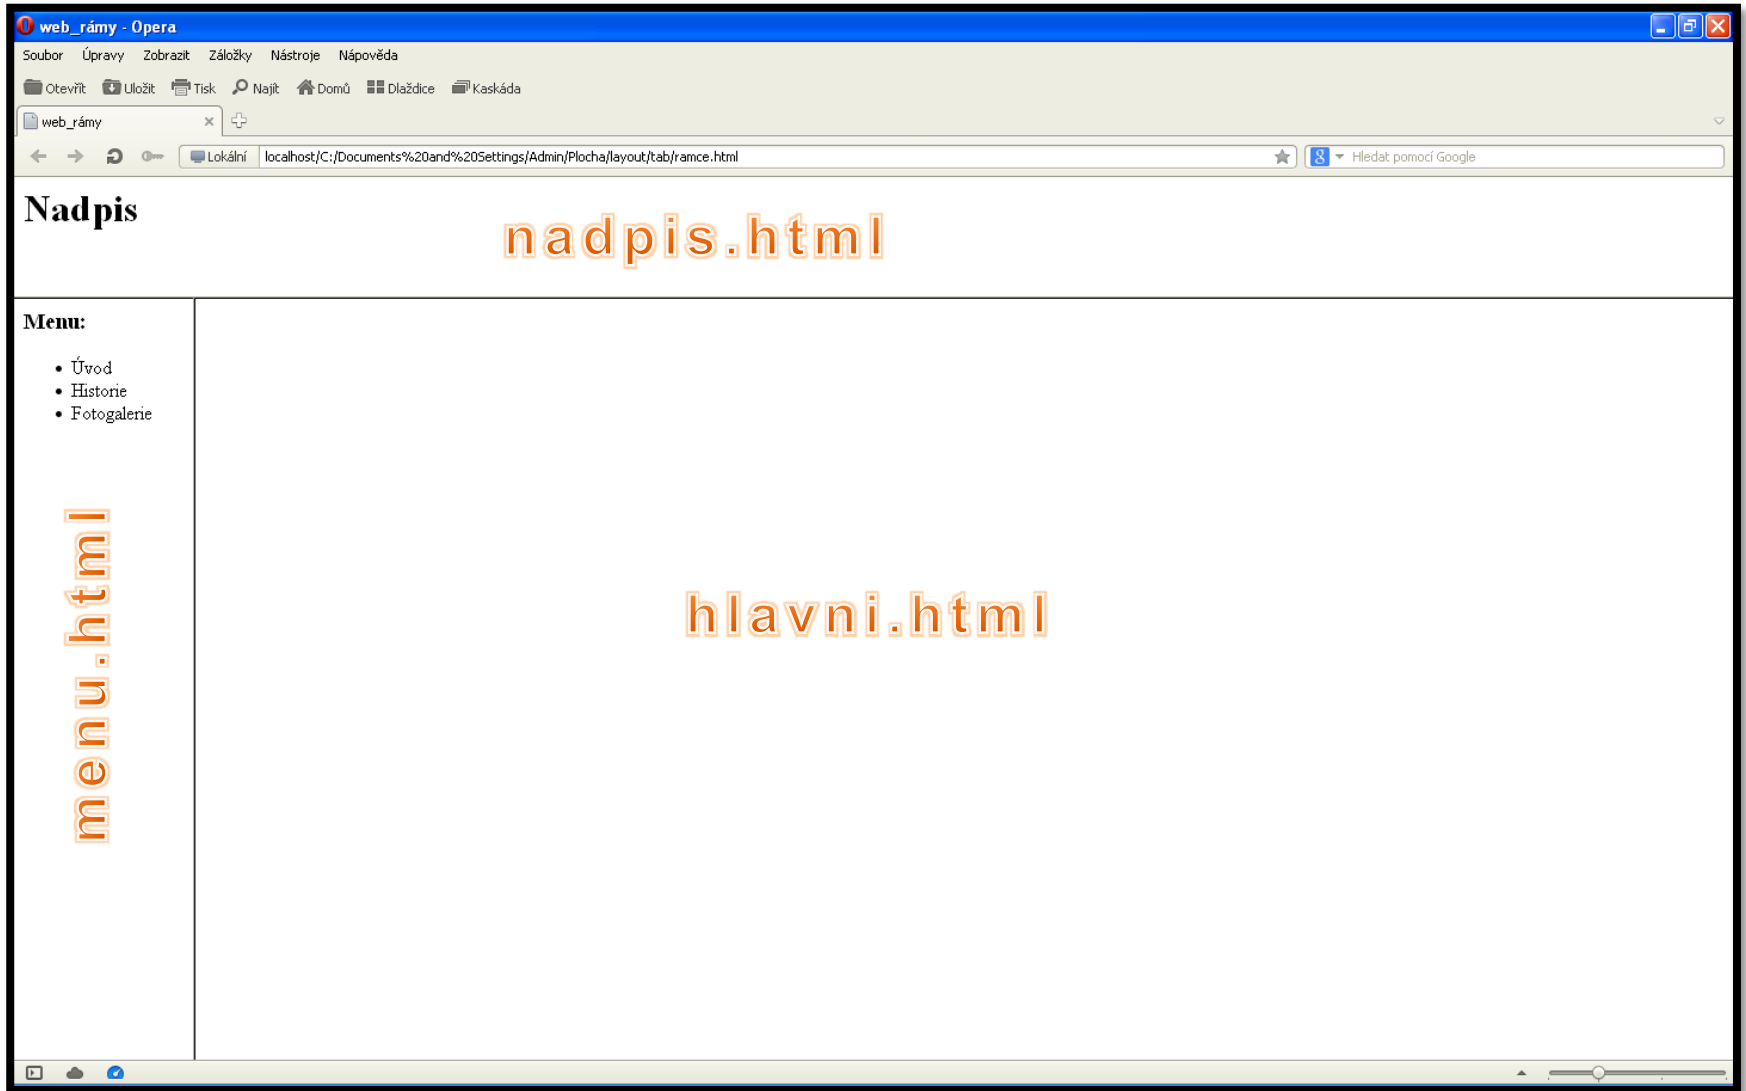 web_rámy - Opera
Soubor Úpravy Zobrazit Záložky Nástroje Nápověda
Otevřít Uložit Tisk Najít Domů Dlaždice Kaskáda
web_rámy
Lokální localhost/C:/Documents%20and%20Settings/Admin/Plocha/layout/tab/ramce.html Hledat pomocí Google
Nadpis
nadpis.html
Menu:
Úvod
Historie
Fotogalerie
menu.html
hlavni.html